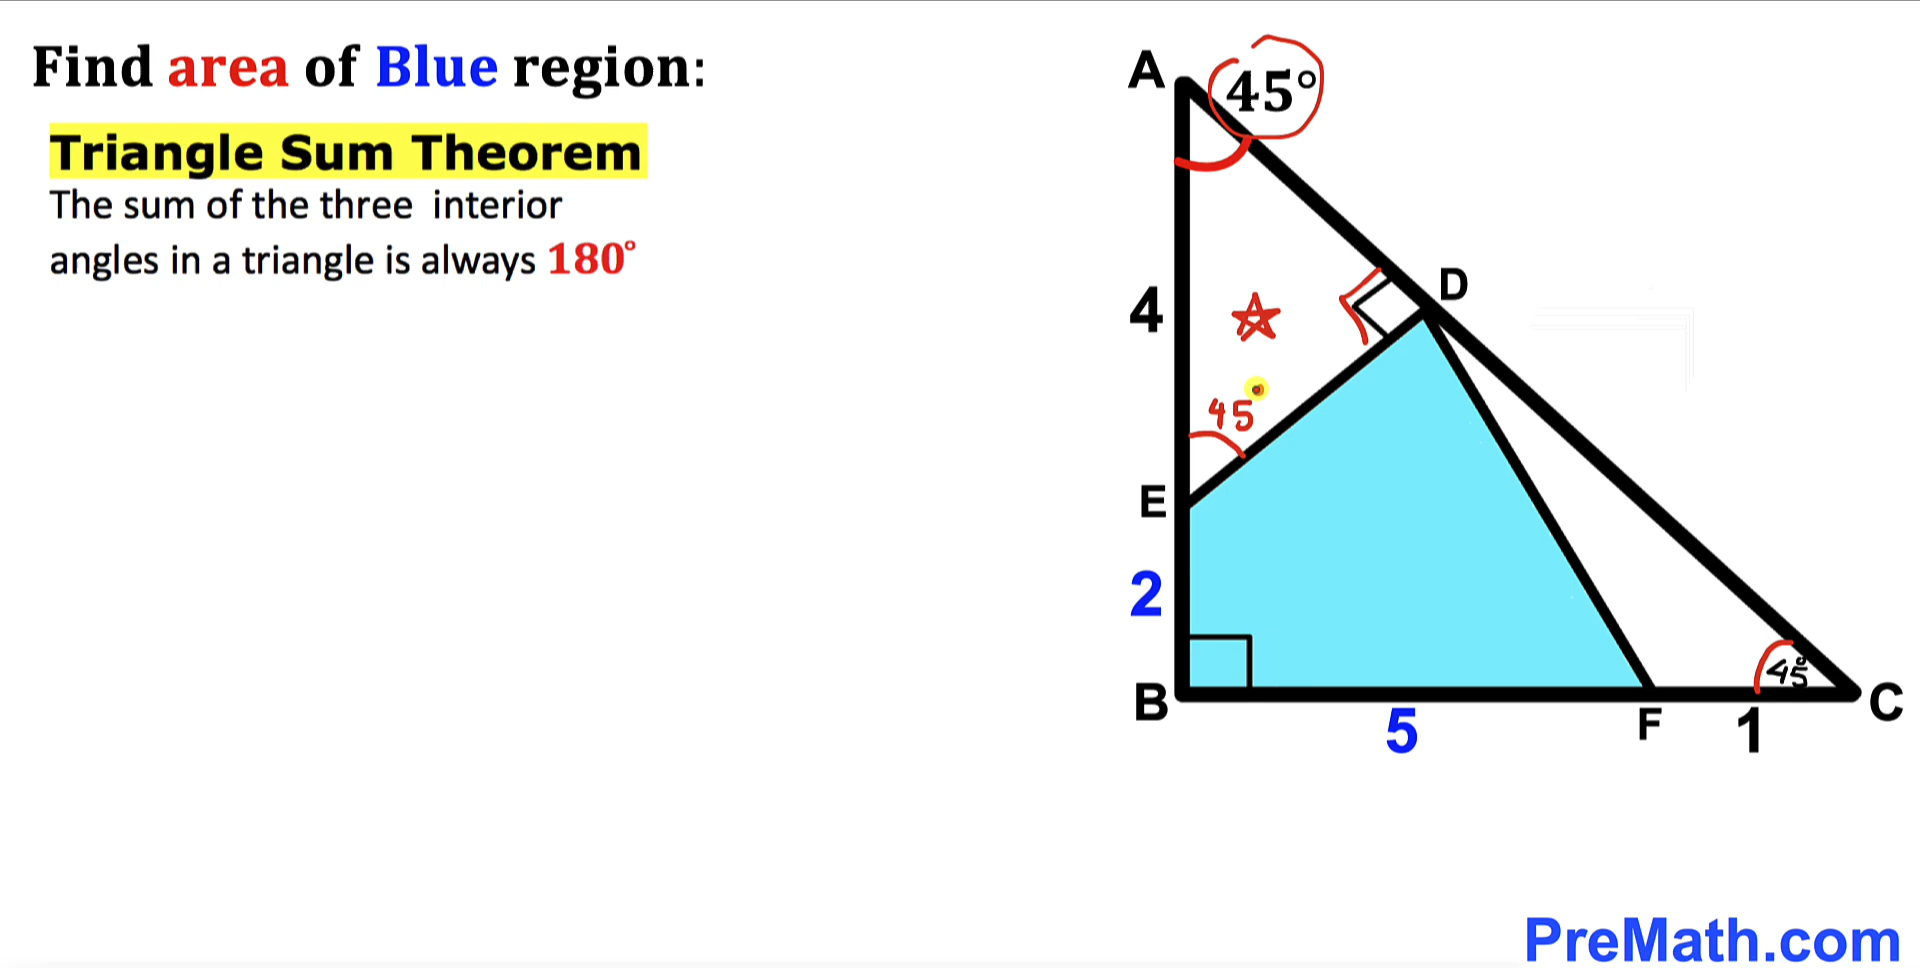 Find area of Blue region:
Triangle Sum Theorem
The sum of the three interior
angles in a triangle is always 180°
A
45°
D
4
45°
E
2
45°
B
C
5
F
1
PreMath.com